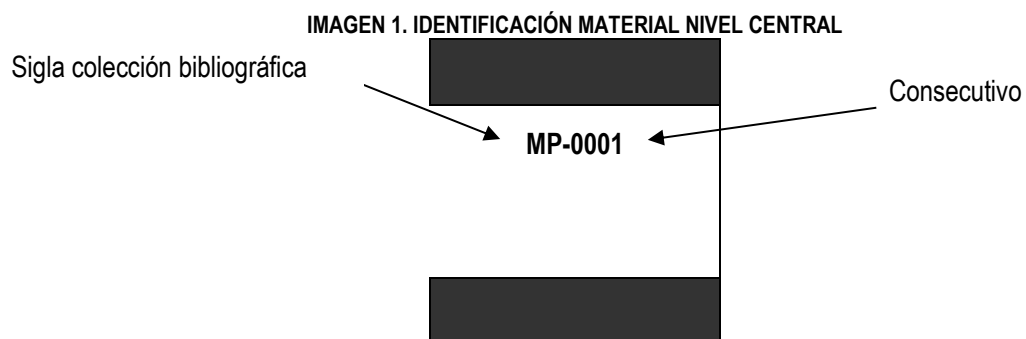 IMAGEN 1. IDENTIFICACIÓN MATERIAL NIVEL CENTRAL
Sigla colección bibliográfica
Consecutivo
MP-0001